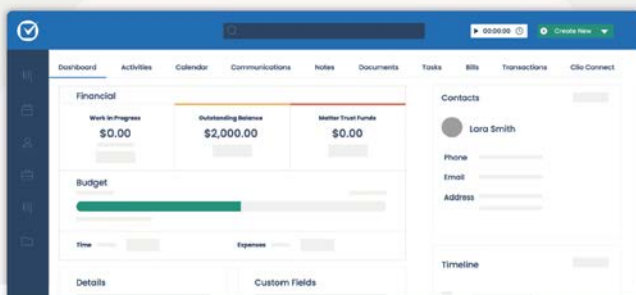 00:00:00
Create New
Dashboard Activities Calendar Communications Notes Documents Tasks Bills Transactions Clio Connect
Financial
Work in Progress
$0.00
Outstanding Balance
$2,000.00
Matter Trust Funds
$0.00
Budget
Time
Expenses
Details
Custom Fields
Contacts
Lara Smith
Phone
Email
Address
Timeline